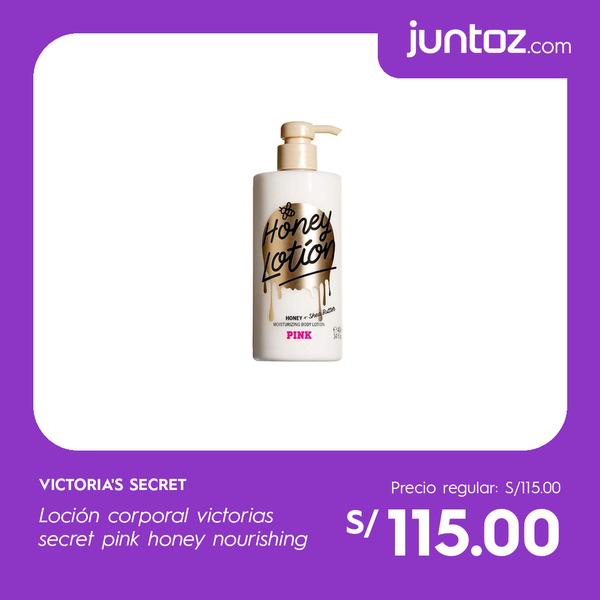 juntoz.com
Honey
Lotion
HONEY + Shea Butter
MOISTURIZING BODY LOTION
PINK
VICTORIA'S SECRET
Loción corporal victorias
secret pink honey nourishing
Precio regular: S/115.00
S/ 115.00